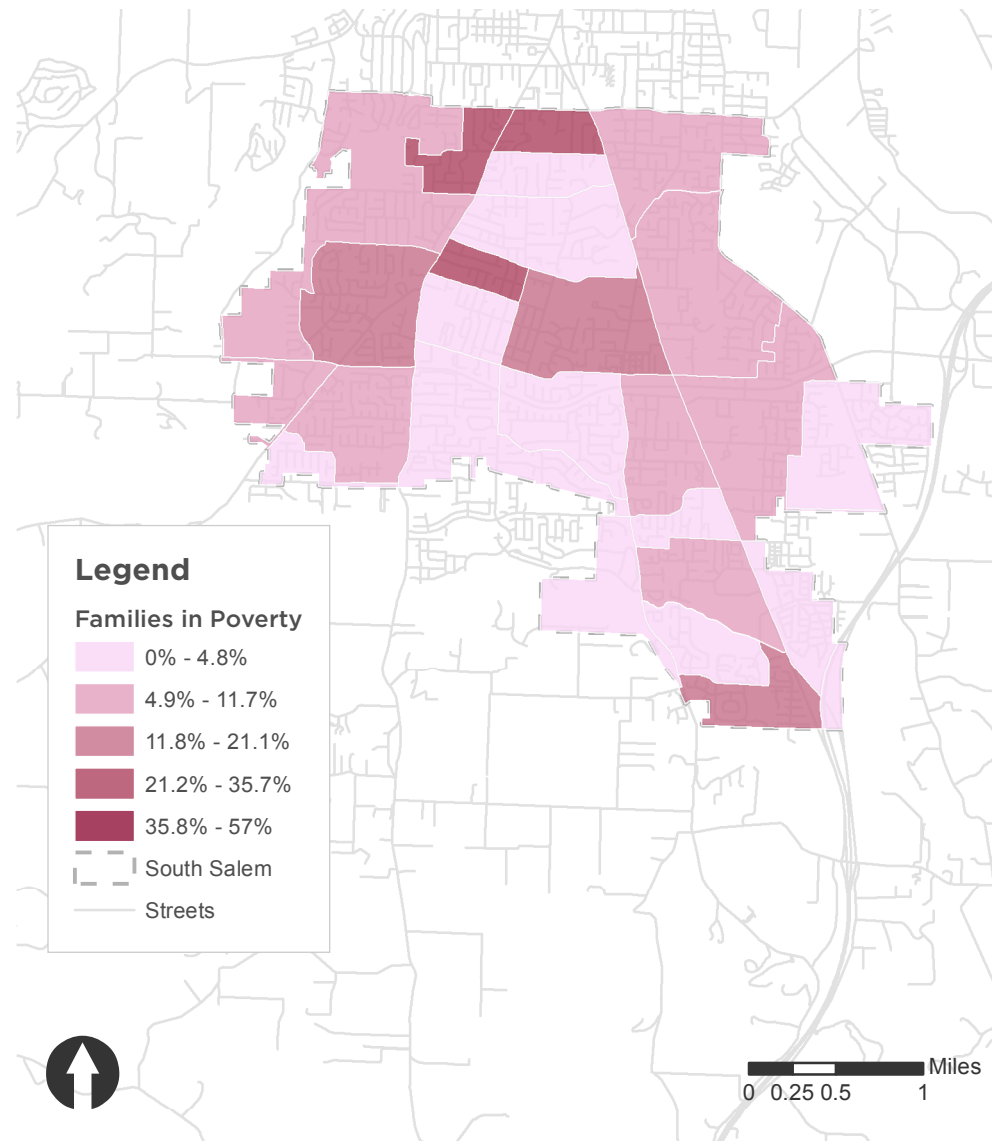 Legend
Families in Poverty
0% - 4.8%
4.9% - 11.7%
11.8% - 21.1%
21.2% - 35.7%
35.8% - 57%
South Salem
Streets
Miles
0 0.25 0.5 1